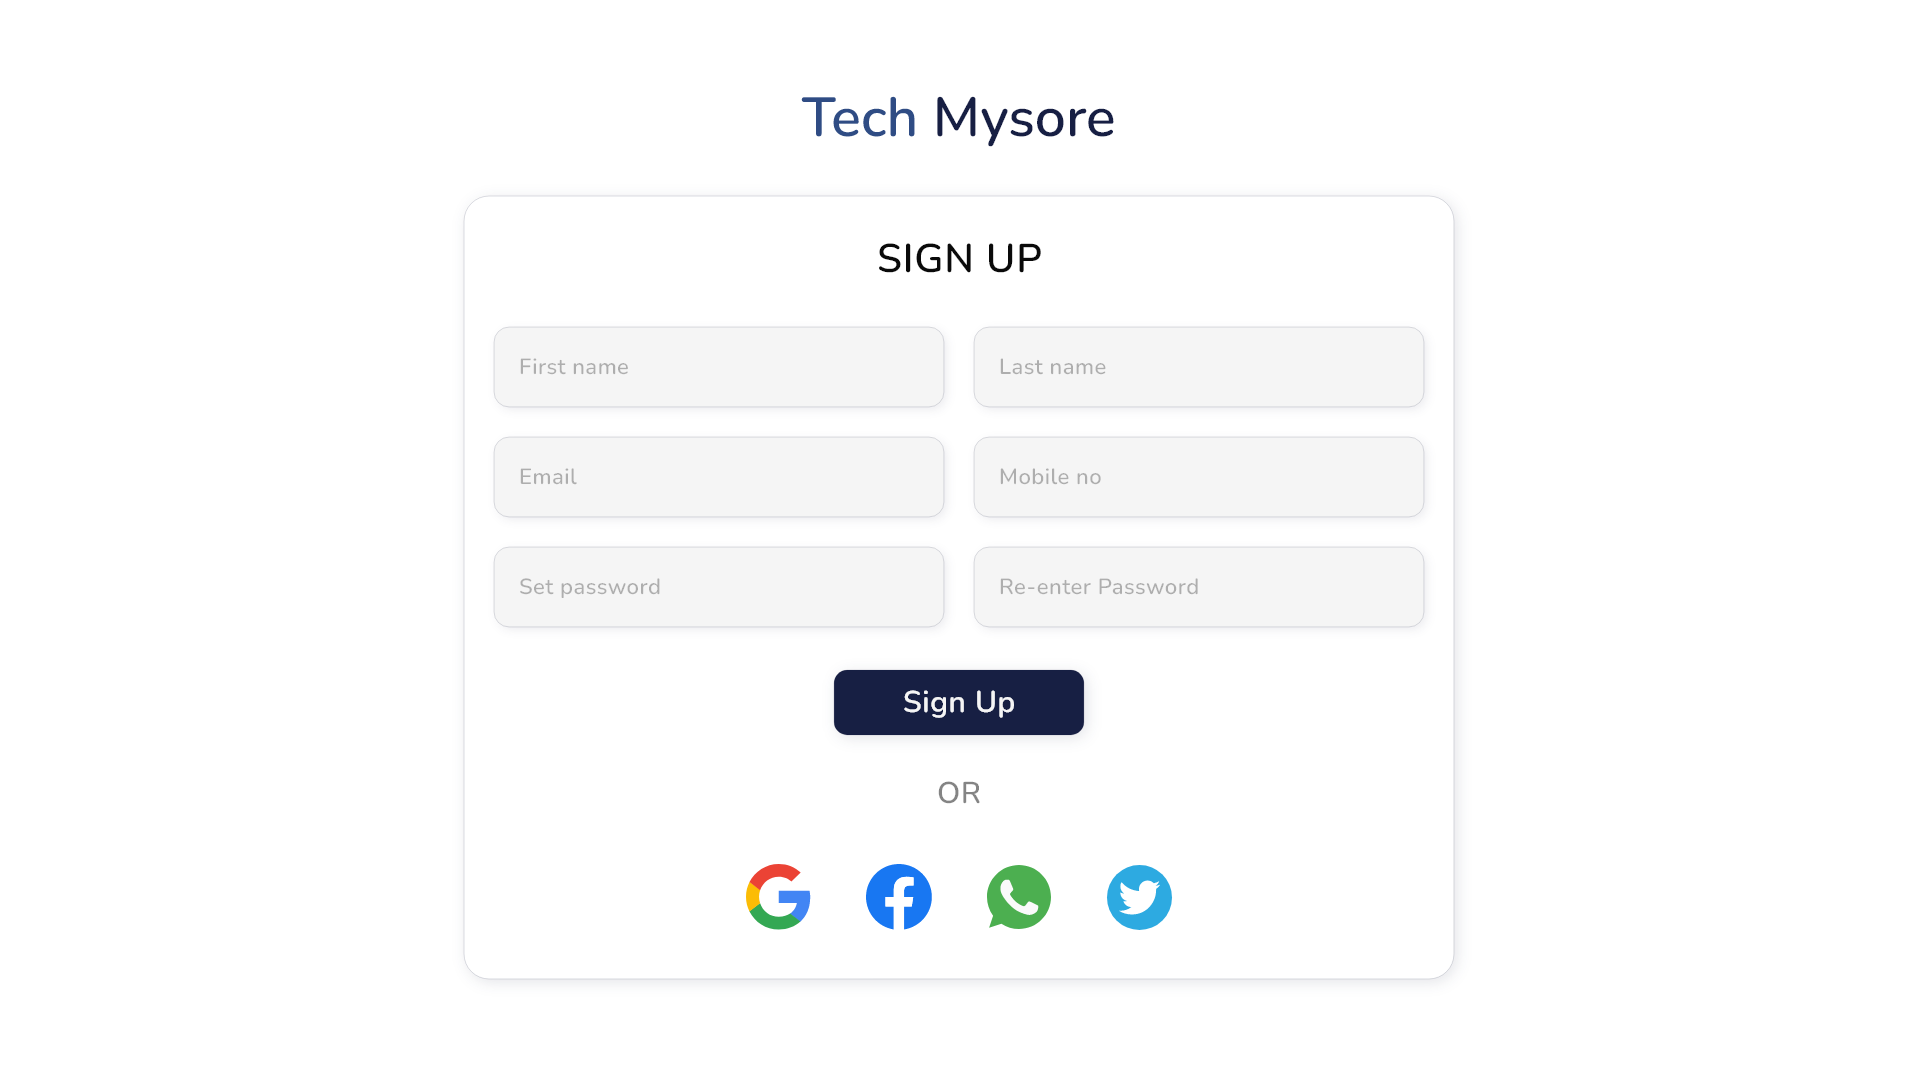 Tech Mysore
SIGN UP
First name
Last name
Email
Mobile no
Set password
Re-enter Password
Sign Up
OR